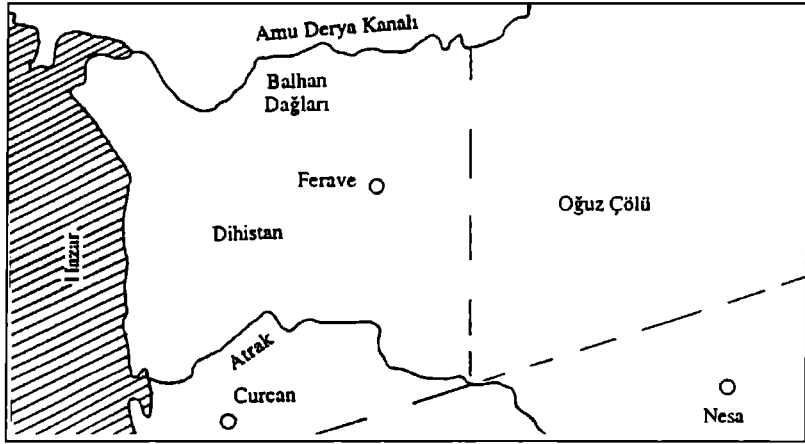 Amu Derya Kanalı
Balhan
Dağları
Ferave
Oğuz Çölü
Dihistan
Hazar
Atrak
Curcan
Nesa